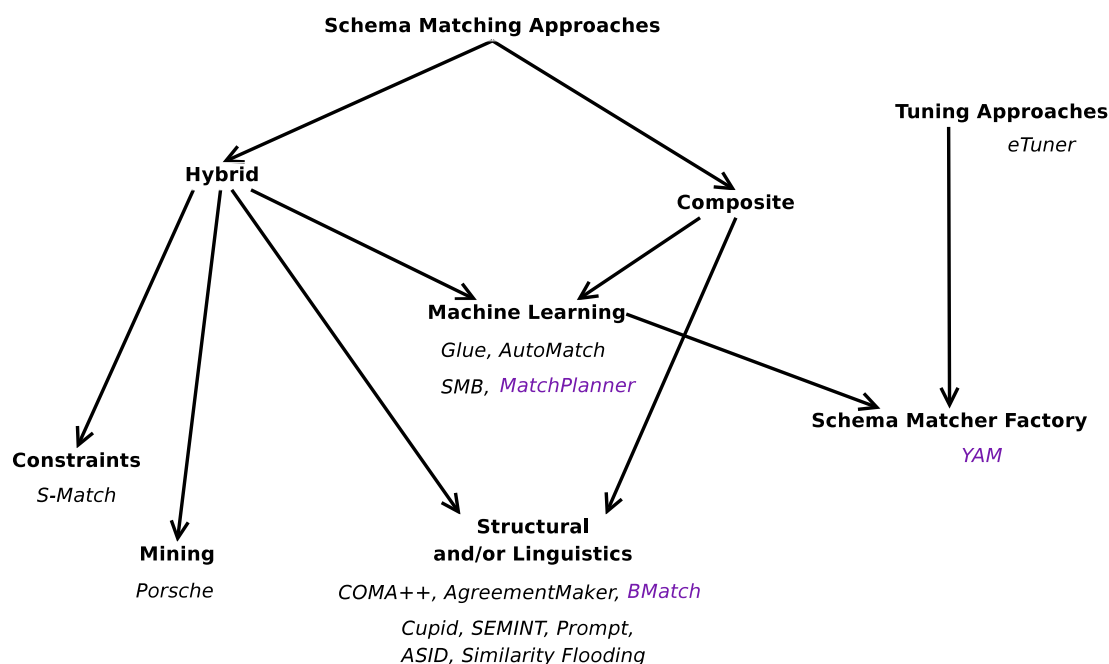 Schema Matching Approaches
Tuning Approaches
eTuner
Hybrid
Composite
Machine Learning
Glue, AutoMatch
SMB, MatchPlanner
Schema Matcher Factory
YAM
Constraints
S-Match
Mining
Porsche
Structural
and/or Linguistics
COMA++, AgreementMaker, BMatch
Cupid, SEMINT, Prompt,
ASID, Similarity Flooding